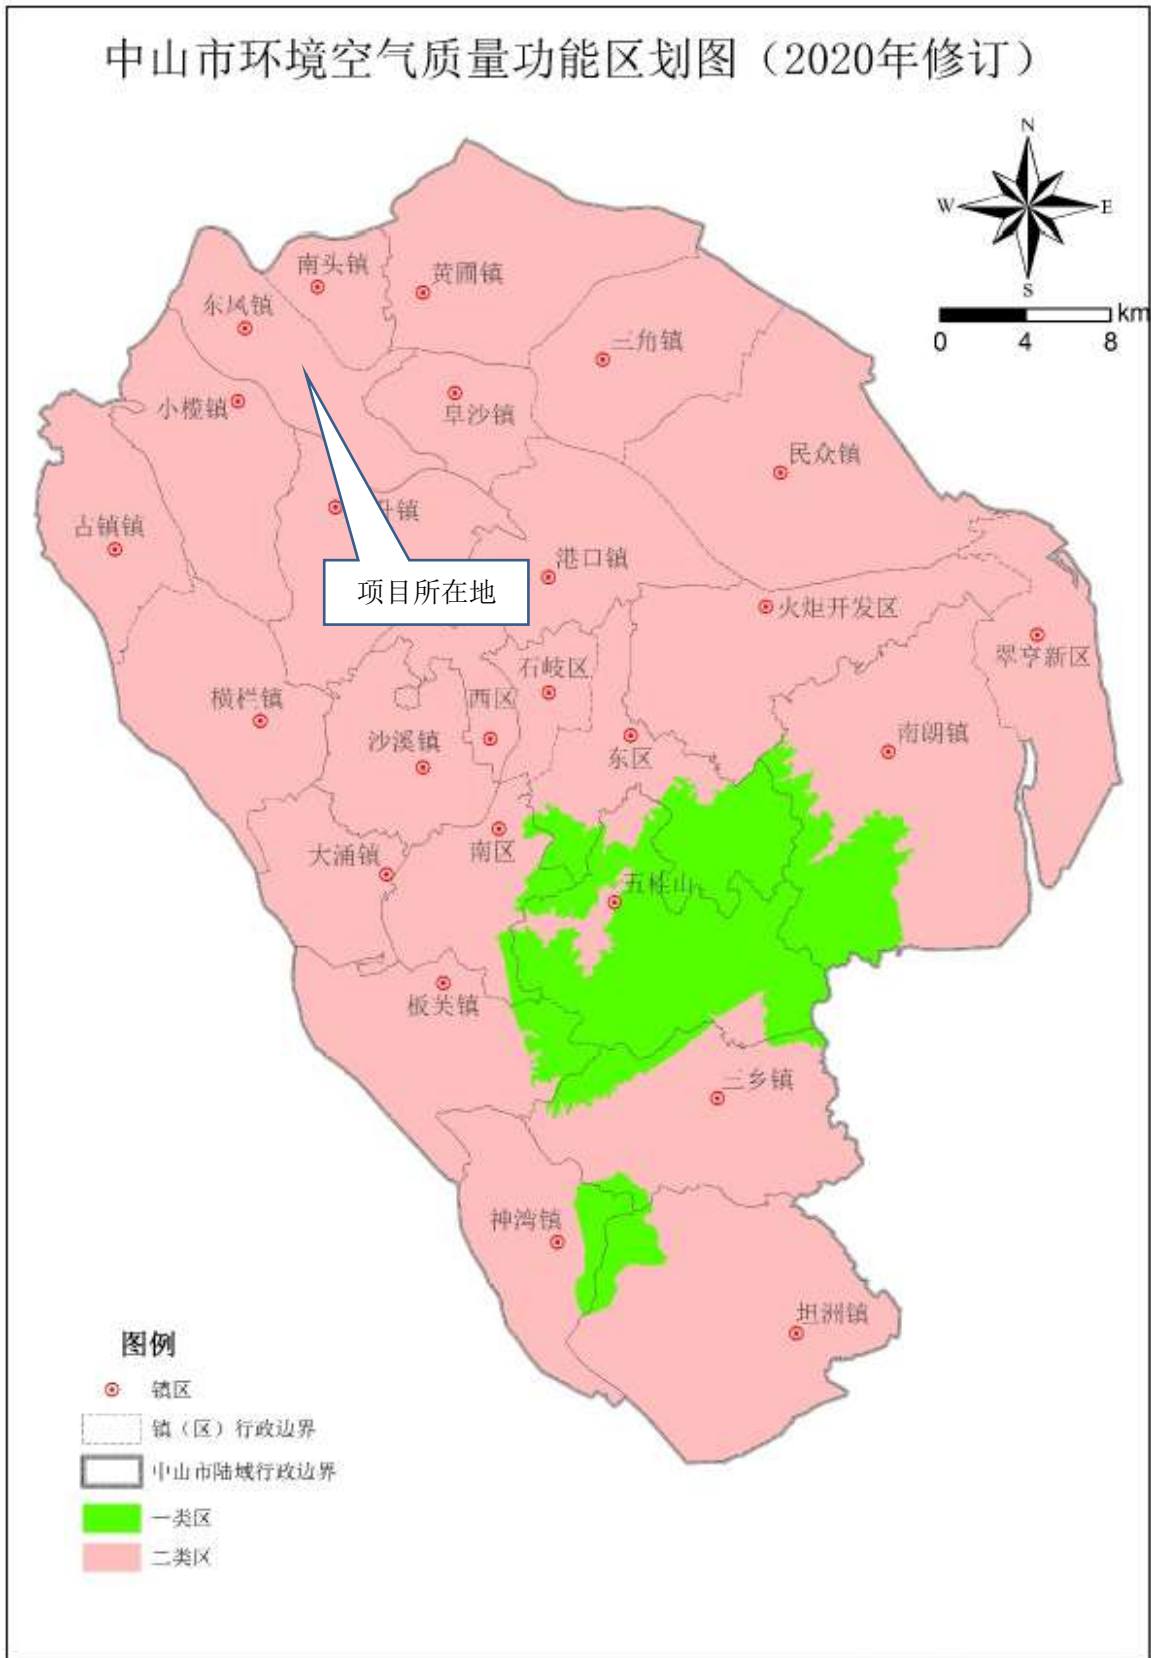 中山市环境空气质量功能区划图（2020年修订）
N
W
E
S
km
0
4
8
南头镇
黄圃镇
东凤镇
三角镇
小榄镇
阜沙镇
民众镇
古镇镇
升镇
港口镇
项目所在地
火炬开发区
翠亨新区
石岐区
横栏镇
西区
沙溪镇
东区
南朗镇
大涌镇
南区
五桂山
板芙镇
三乡镇
神湾镇
坦洲镇
图例
镇区
镇（区）行政边界
中山市陆域行政边界
一类区
二类区